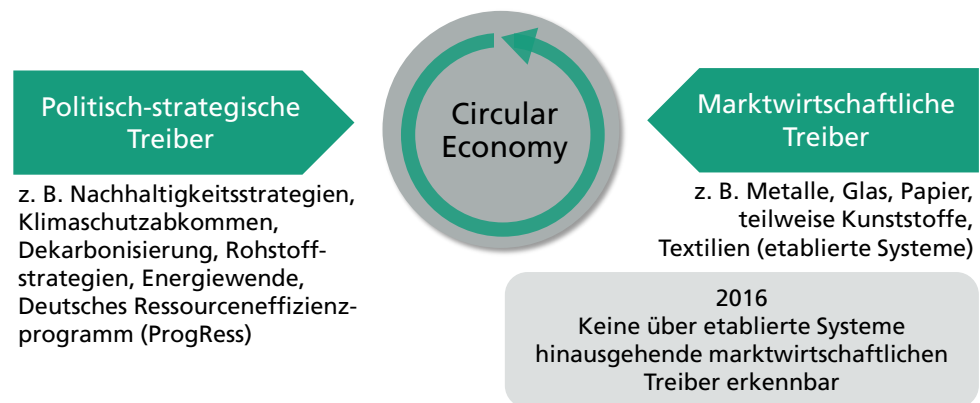 Politisch-strategische
Treiber
z. B. Nachhaltigkeitsstrategien,
Klimaschutzabkommen,
Dekarbonisierung, Rohstoff-
strategien, Energiewende,
Deutsches Ressourceneffizienz-
programm (ProgRess)
Circular
Economy
Marktwirtschaftliche
Treiber
z. B. Metalle, Glas, Papier,
teilweise Kunststoffe,
Textilien (etablierte Systeme)
2016
Keine über etablierte Systeme
hinausgehende marktwirtschaftlichen
Treiber erkennbar